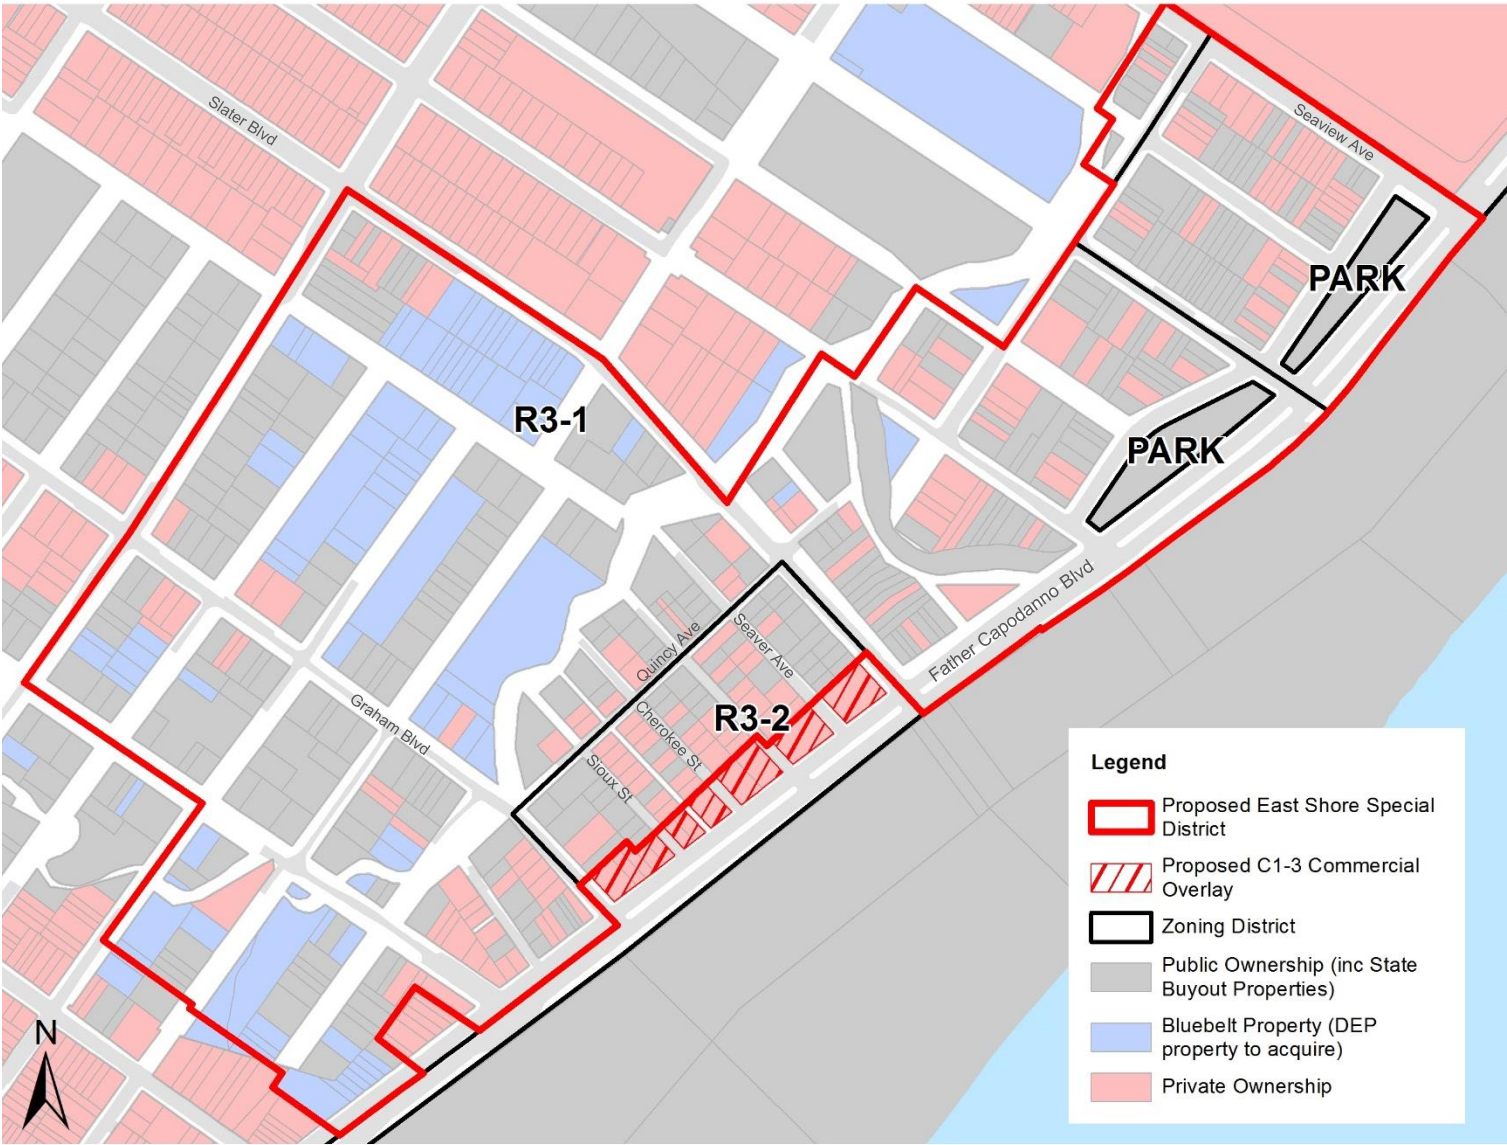 Slater Blvd
Seaview Ave
PARK
R3-1
PARK
Father Capodanno Blvd
Quincy Ave
Seaver Ave
Graham Blvd
Cherokee St
R3-2
Sioux St
Legend
Proposed East Shore Special
District
Proposed C1-3 Commercial
Overlay
Zoning District
Public Ownership (inc State
Buyout Properties)
Bluebelt Property (DEP
property to acquire)
Private Ownership
N